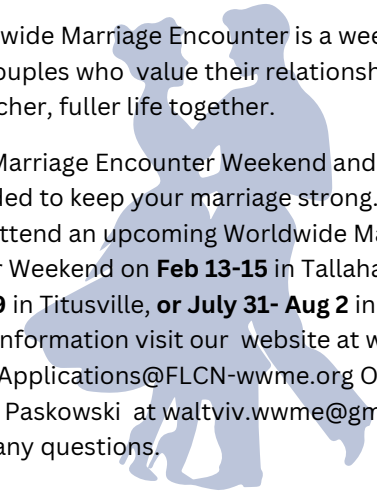 wide Marriage Encounter is a wee
ouples who value their relationsh
cher, fuller life together.
Marriage Encounter Weekend and
ded to keep your marriage strong.
ttend an upcoming Worldwide Ma
r Weekend on Feb 13-15 in Tallaha
9 in Titusville, or July 31- Aug 2 in
nformation visit our website at w
Applications@FLCN-wwme.org O
Paskowski at waltviv.wwme@gm
any questions.